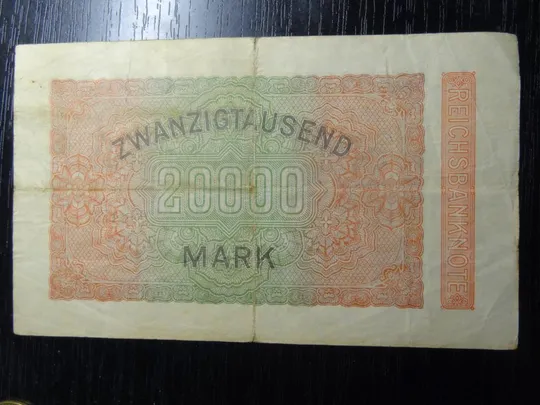 ZWANZIGTAUSEND
20000
MARK
REICHSBANKNOTE